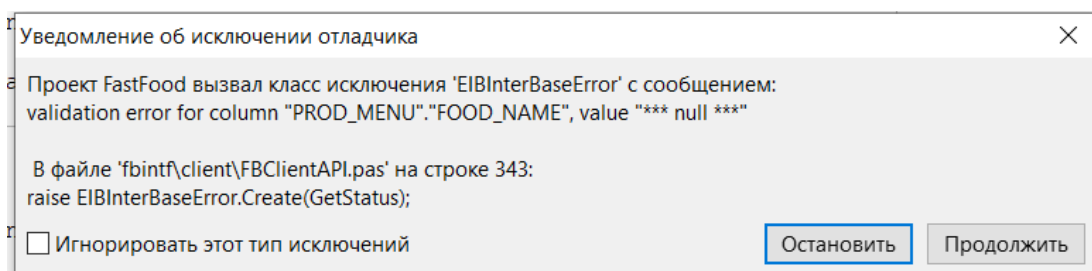 Уведомление об исключении отладчика
Проект FastFood вызвал класс исключения 'EIBInterBaseError' с сообщением:
validation error for column "PROD_MENU"."FOOD_NAME", value "*** null ***"
В файле 'fbintf\client\FBClientAPI.pas' на строке 343:
raise EIBInterBaseError.Create(GetStatus);
Игнорировать этот тип исключений
Остановить
Продолжить